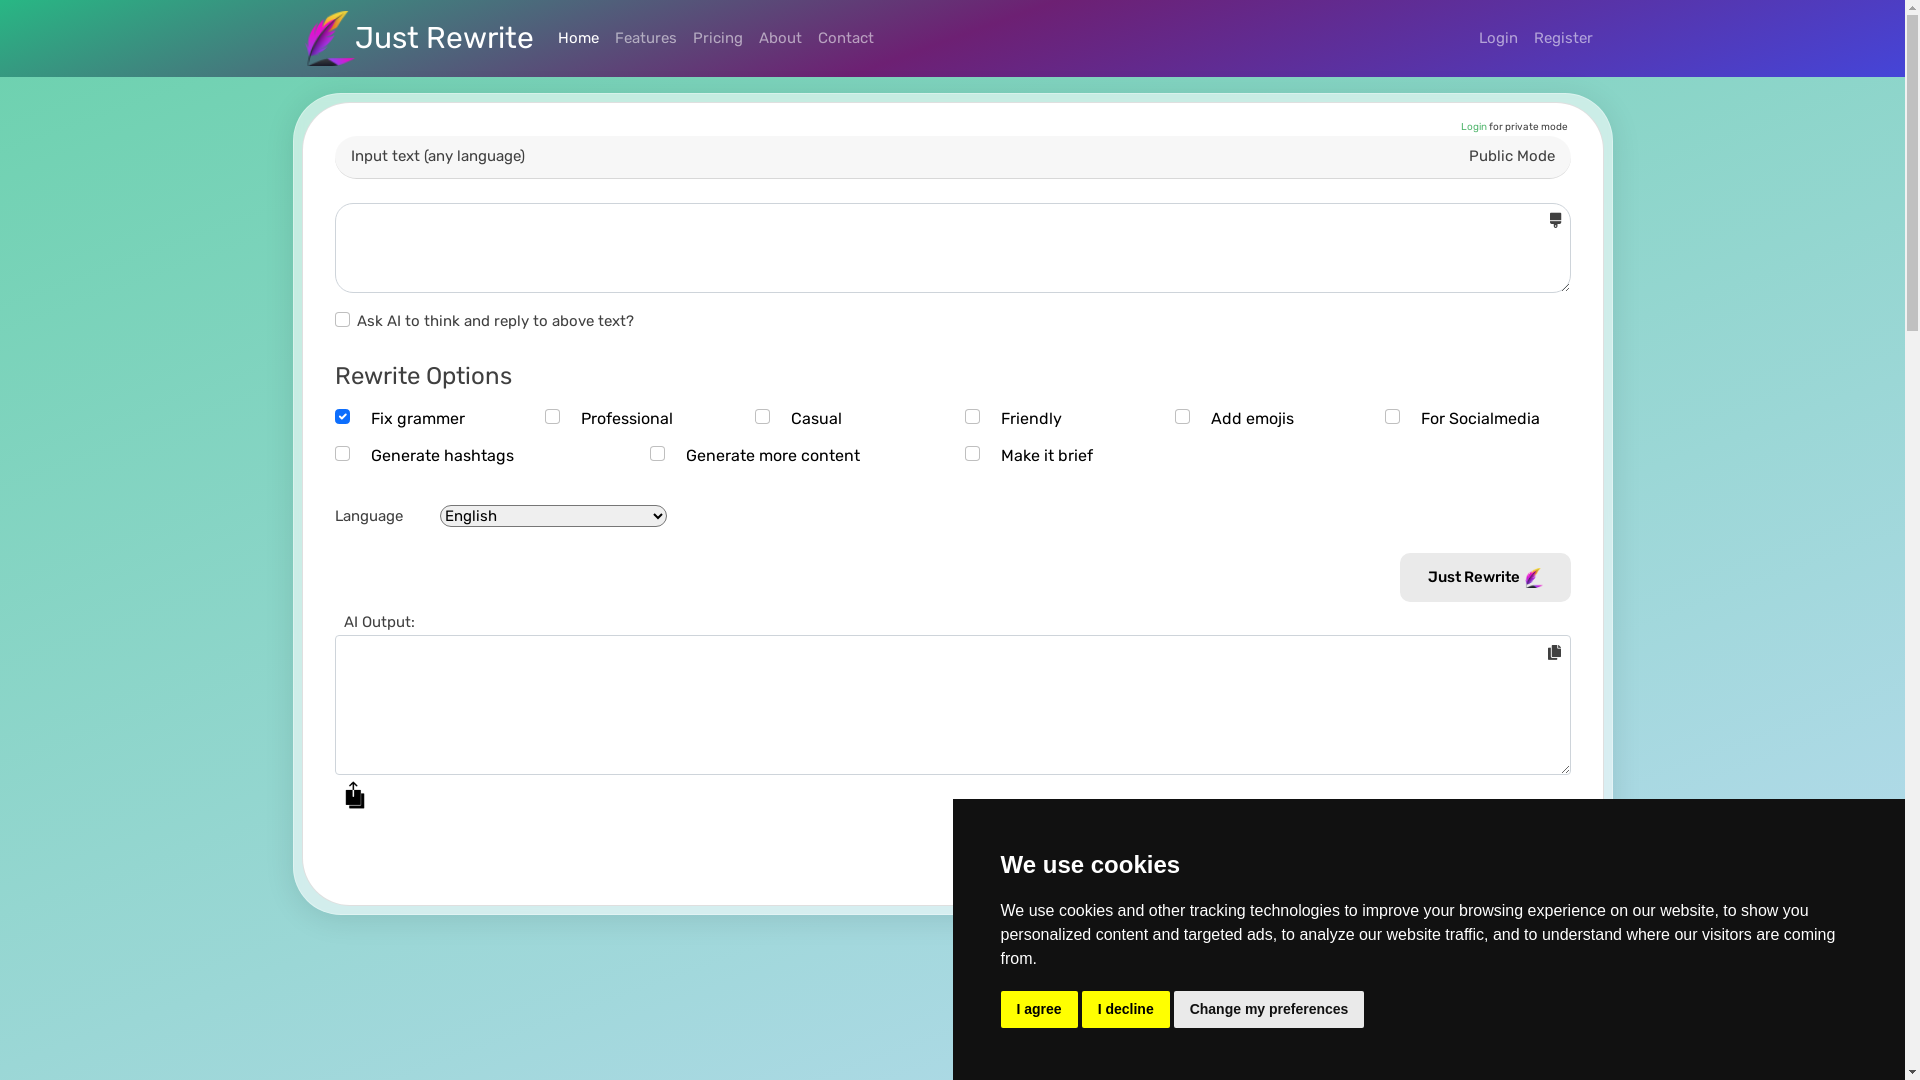 Just Rewrite
Home Features Pricing About Contact
Login Register
Login for private mode
Input text (any language) Public Mode
Ask AI to think and reply to above text?
Rewrite Options
Fix grammer Professional Casual Friendly Add emojis For Socialmedia
Generate hashtags Generate more content Make it brief
Language English
Just Rewrite
AI Output:
We use cookies
We use cookies and other tracking technologies to improve your browsing experience on our website, to show you
personalized content and targeted ads, to analyze our website traffic, and to understand where our visitors are coming
from.
I agree I decline Change my preferences